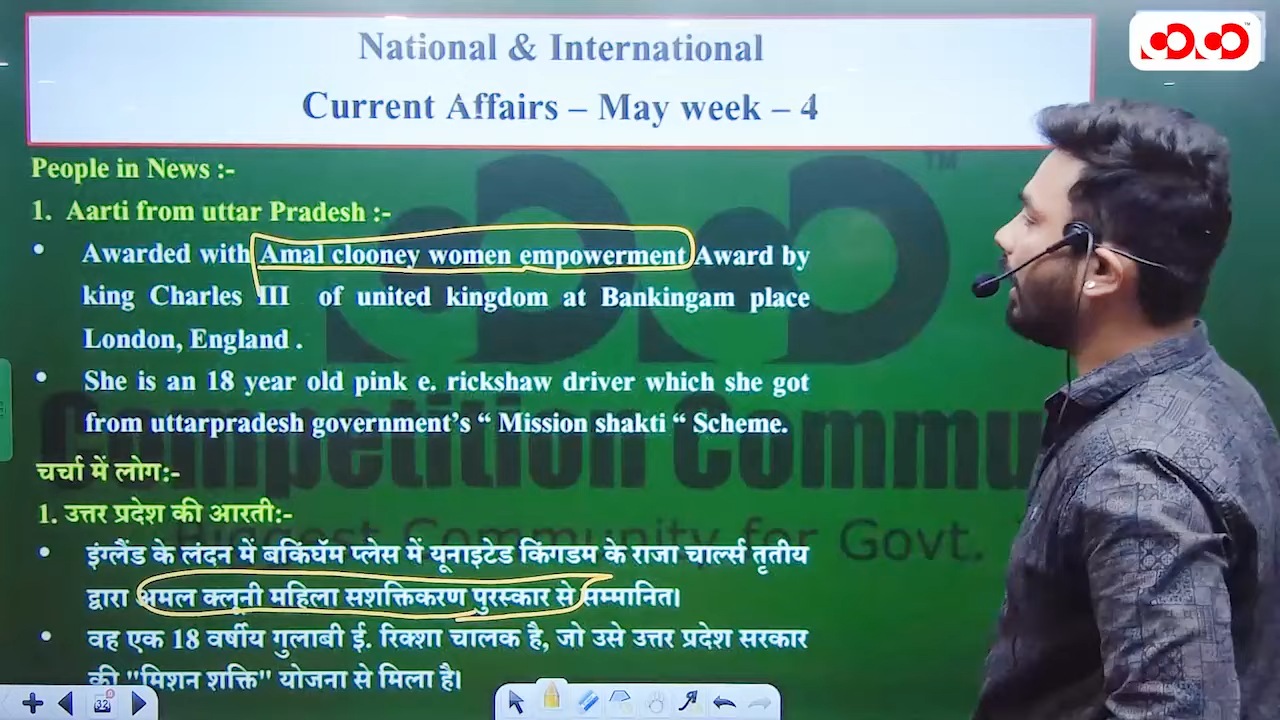 National & International
Current Affairs – May week – 4
People in News :-
1. Aarti from uttar Pradesh :-
• Awarded with Amal clooney women empowerment Award by
king Charles III of united kingdom at Bankingam place
London, England .
• She is an 18 year old pink e. rickshaw driver which she got
from uttarpradesh government's “ Mission shakti “ Scheme.
चर्चा में लोग:-
1. उत्तर प्रदेश की आरती:-
• इंग्लैंड के लंदन में बकिंघॅम प्लेस में यूनाइटेड किंगडम के राजा चार्ल्स तृतीय
द्वारा अमल क्लूनी महिला सशक्तिकरण पुरस्कार से सम्मानित।
• वह एक 18 वर्षीय गुलाबी ई. रिक्शा चालक है, जो उसे उत्तर प्रदेश सरकार
की "मिशन शक्ति" योजना से मिला है।
Competition Commu
Biggest Community for Govt.
TM
32